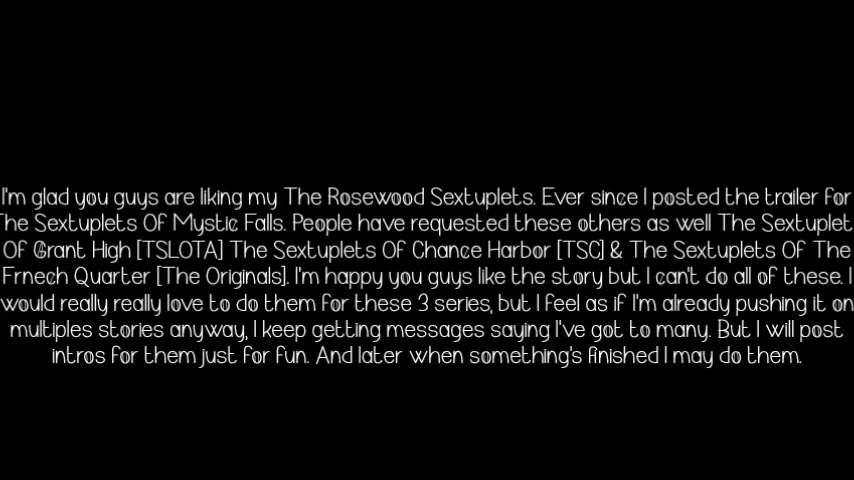 I'm glad you guys are liking my The Rosewood Sextuplets. Ever since I posted the trailer for
The Sextuplets Of Mystic Falls. People have requested these others as well The Sextuplet
Of Grant High [TSLOTA] The Sextuplets Of Chance Harbor [TSC] & The Sextuplets Of The
Frnech Quarter [The Originals]. I'm happy you guys like the story but I can't do all of these. I
would really really love to do them for these 3 series, but I feel as if I'm already pushing it on
multiples stories anyway, I keep getting messages saying I've got to many. But I will post
intros for them just for fun. And later when something's finished I may do them.